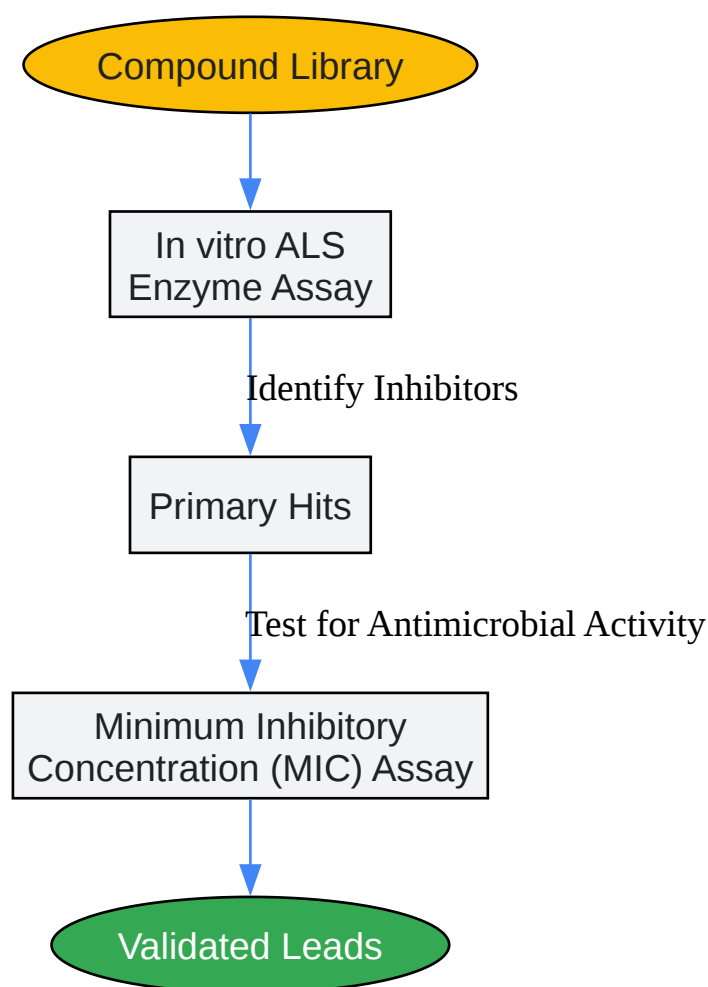 Compound Library
In vitro ALS
Enzyme Assay
Identify Inhibitors
Primary Hits
Test for Antimicrobial Activity
Minimum Inhibitory
Concentration (MIC) Assay
Validated Leads